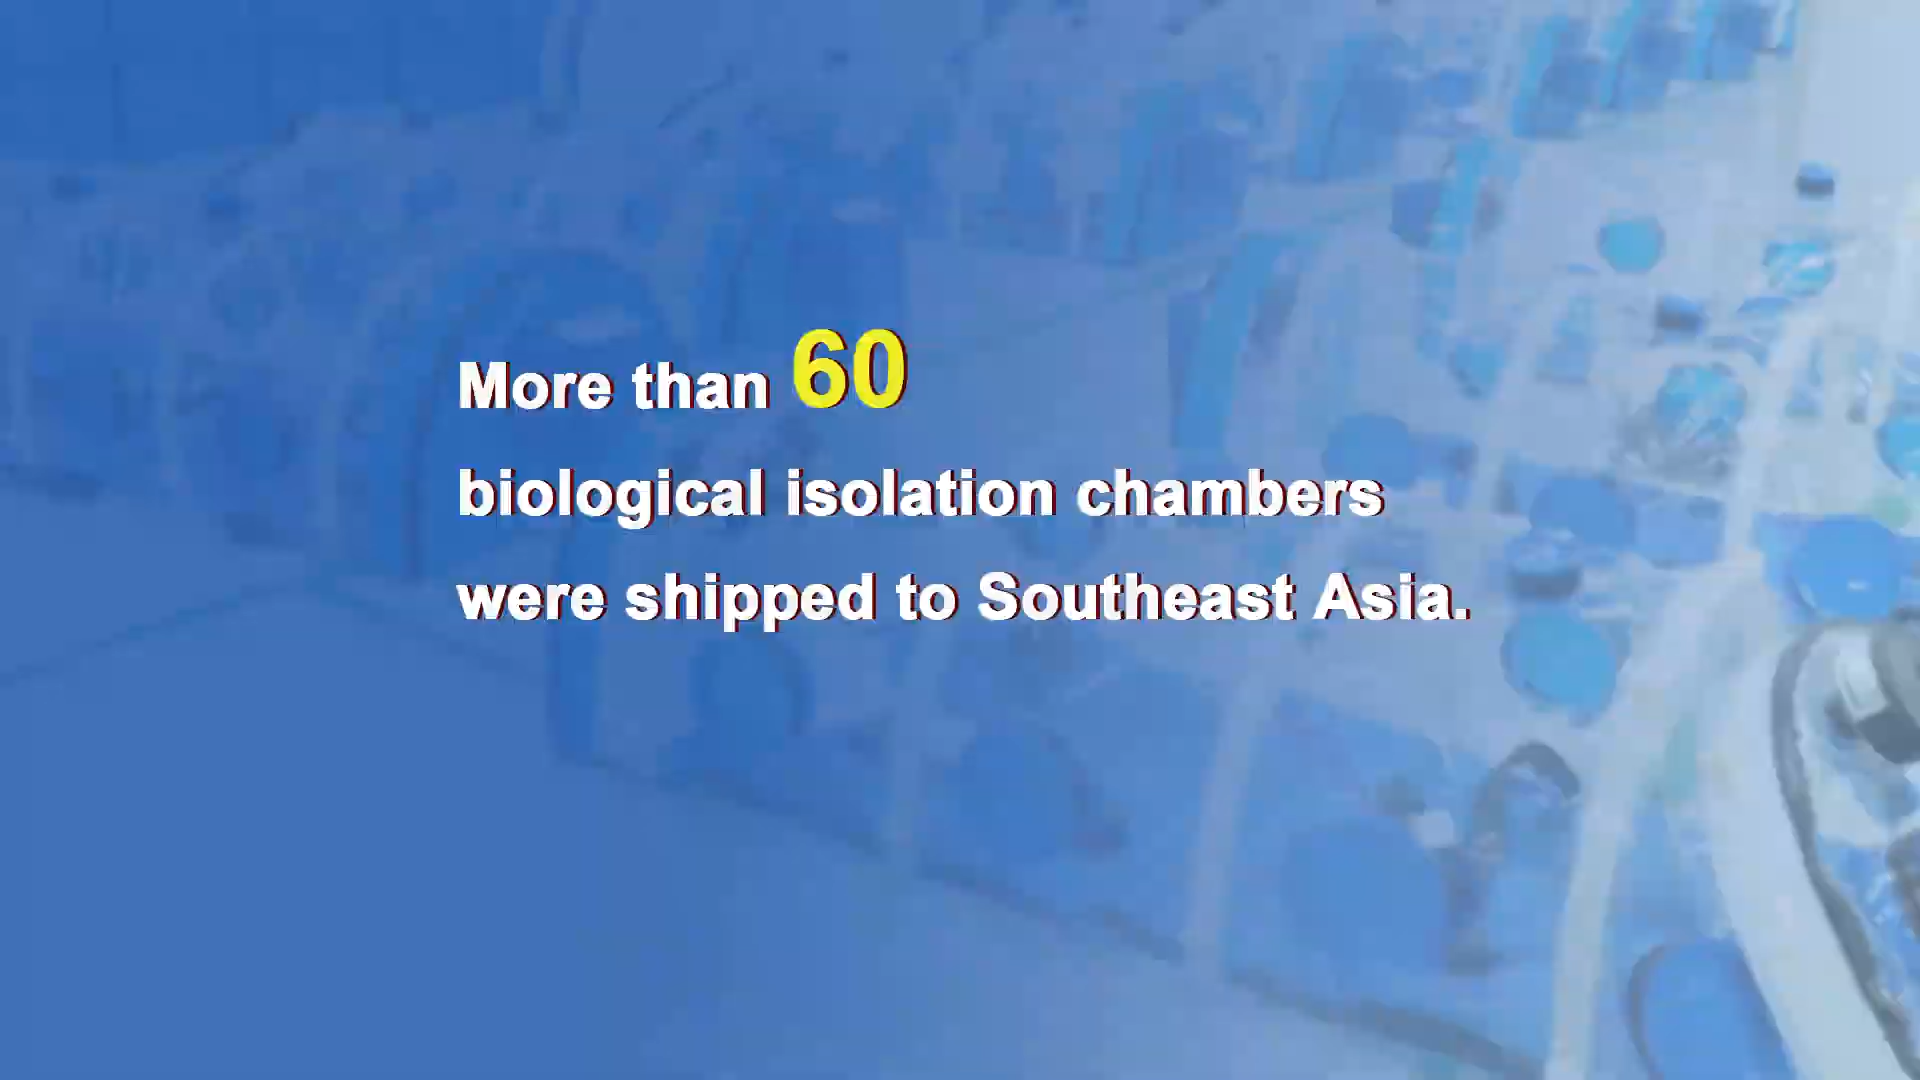 More than 60
biological isolation chambers
were shipped to Southeast Asia.